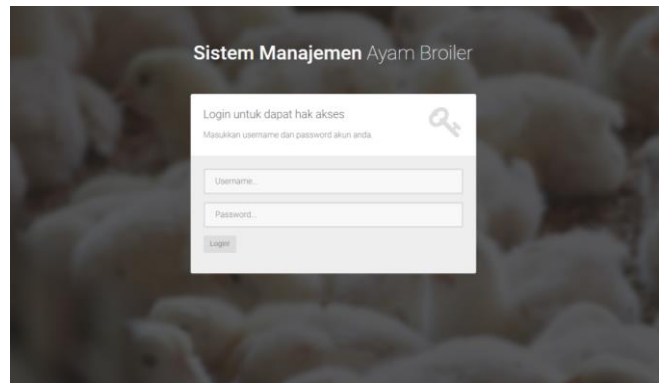 Sistem Manajemen Ayam Broiler
Login untuk dapat hak akses
Masukkan username dan password akun anda.
Username...
Password...
Login!